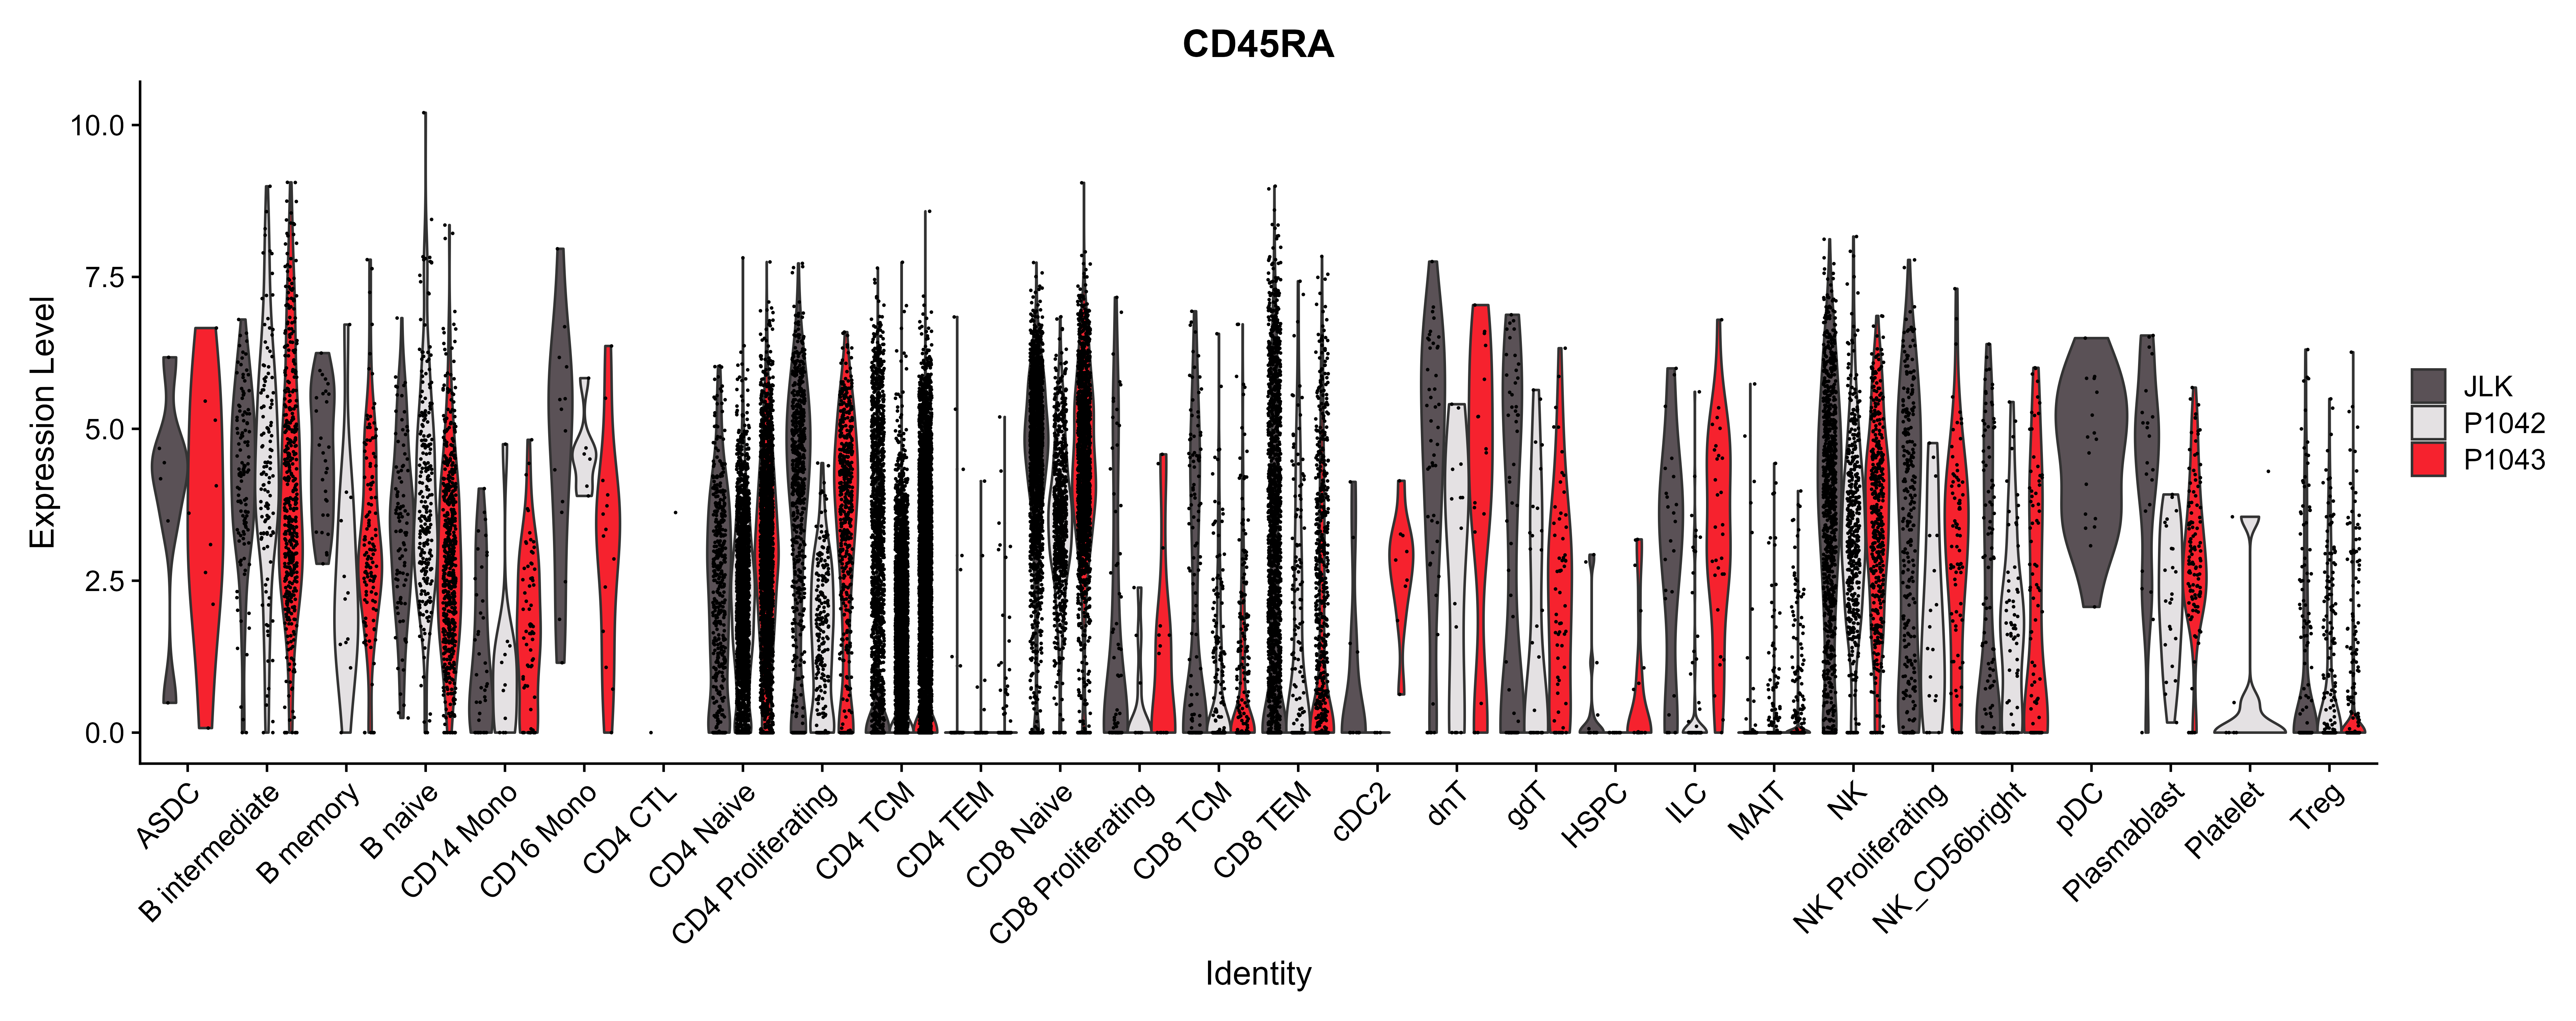 CD45RA
Expression Level
10.0
7.5
5.0
2.5
0.0
ASDC
B intermediate
B memory
B naive
CD14 Mono
CD16 Mono
CD4 CTL
CD4 Naive
CD4 Proliferating
CD4 TCM
CD4 TEM
CD8 Naive
CD8 Proliferating
CD8 TCM
CD8 TEM
cDC2
dnT
gdT
HSPC
ILC
MAIT
NK
NK Proliferating
NK_CD56bright
pDC
Plasmablast
Platelet
Treg
Identity
JLK
P1042
P1043